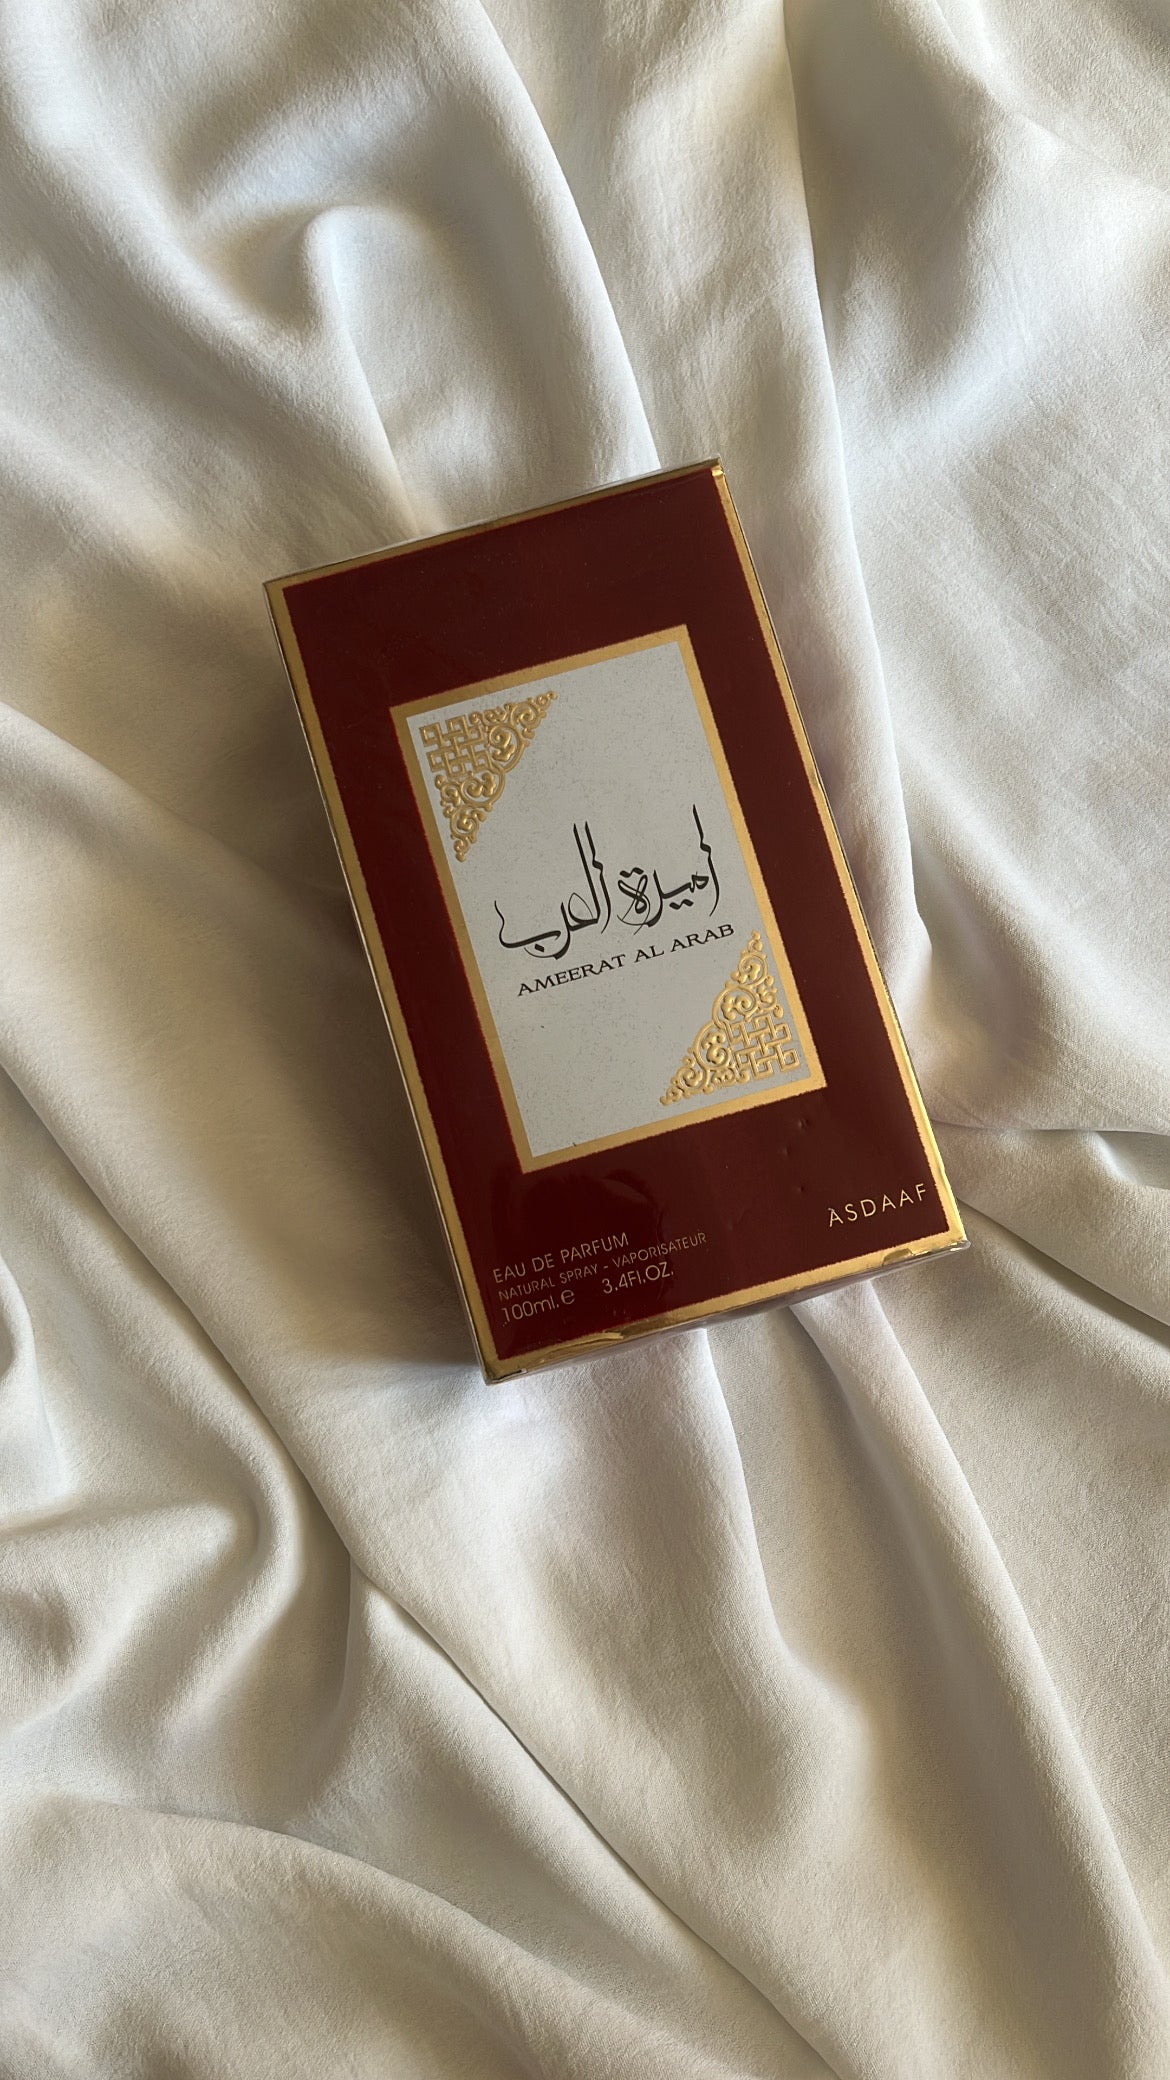 أميرة العرب
AMEERAT AL ARAB
ASDAAF
EAU DE PARFUM
NATURAL SPRAY - VAPORISATEUR
100ml. e 3.4Fl.OZ.